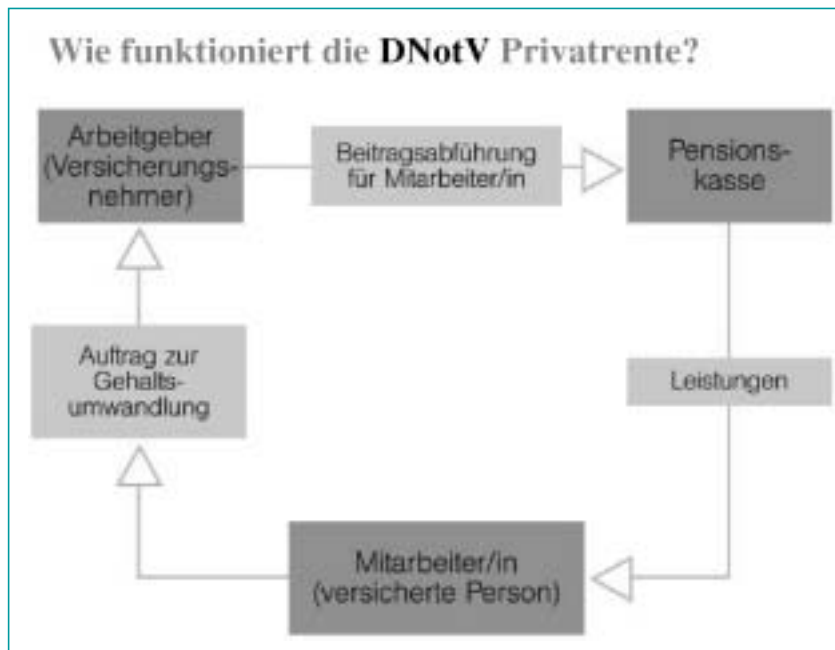 Wie funktioniert die DNotV Privatrente?
Arbeitgeber
(Versicherungs-
nehmer)
Beitragsabführung
für Mitarbeiter/in
Pensions-
kasse
Auftrag zur
Gehalts-
umwandlung
Leistungen
Mitarbeiter/in
(versicherte Person)